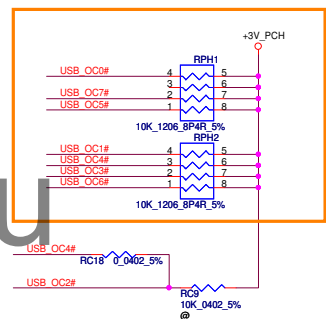 +3V_PCH
RPH1
USB_OC0# 4 5
3 6
USB_OC7# 2 7
USB_OC5# 1 8
10K_1206_8P4R_5%
RPH2
USB_OC1# 4 5
USB_OC4# 3 6
USB_OC3# 2 7
USB_OC6# 1 8
10K_1206_8P4R_5%
u
USB_OC4#
RC18 0_0402_5%
USB_OC2#
RC9
10K_0402_5%
@